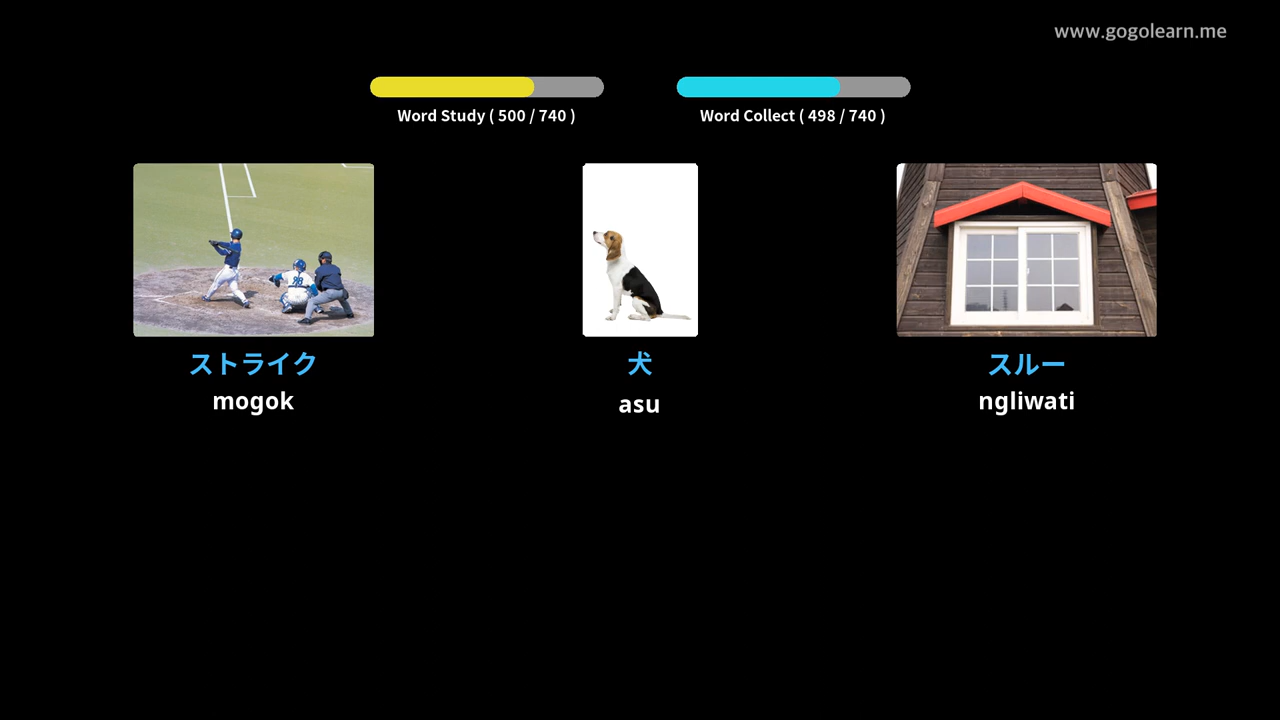 www.gogolearn.me
Word Study ( 500 / 740 )
Word Collect ( 498 / 740 )
ストライク
mogok
犬
asu
スルー
ngliwati